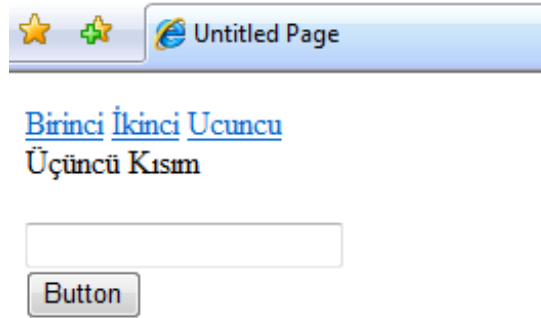 Untitled Page
Birinci İkinci Ucuncu
Üçüncü Kısım
Button